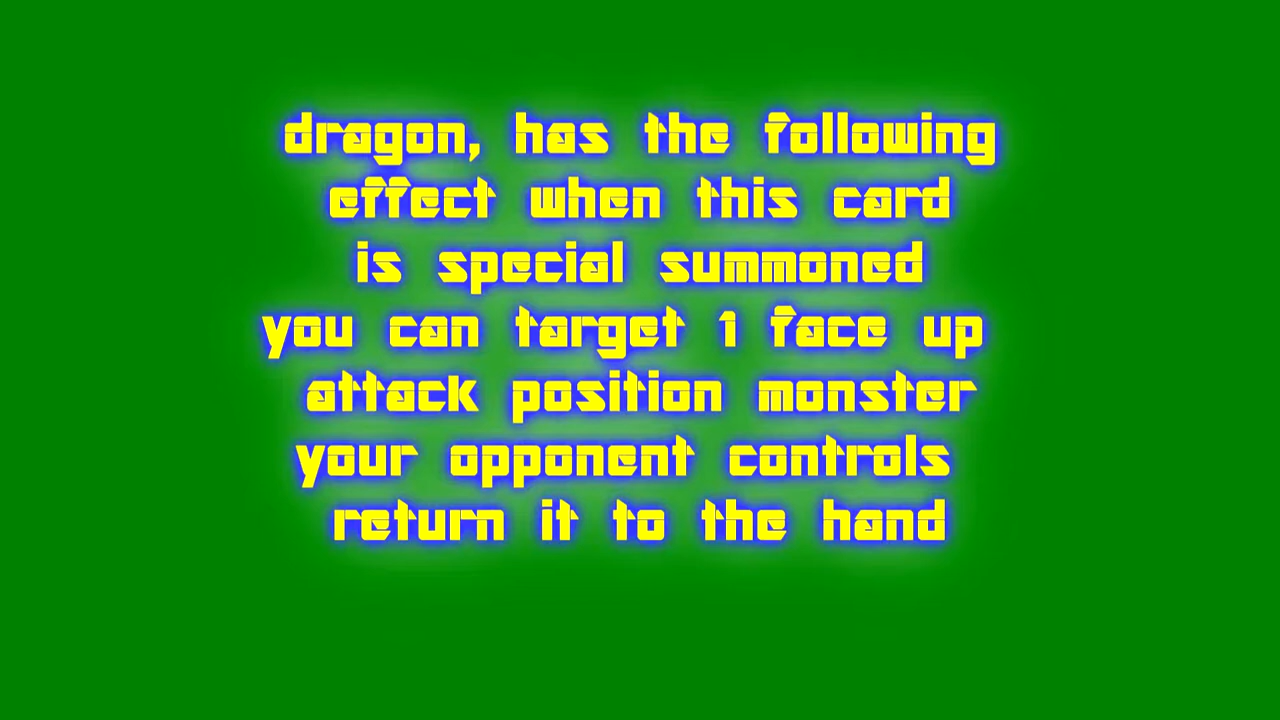 dragon, has the following
effect when this card
is special summoned
you can target 1 face up
attack position monster
your opponent controls
return it to the hand